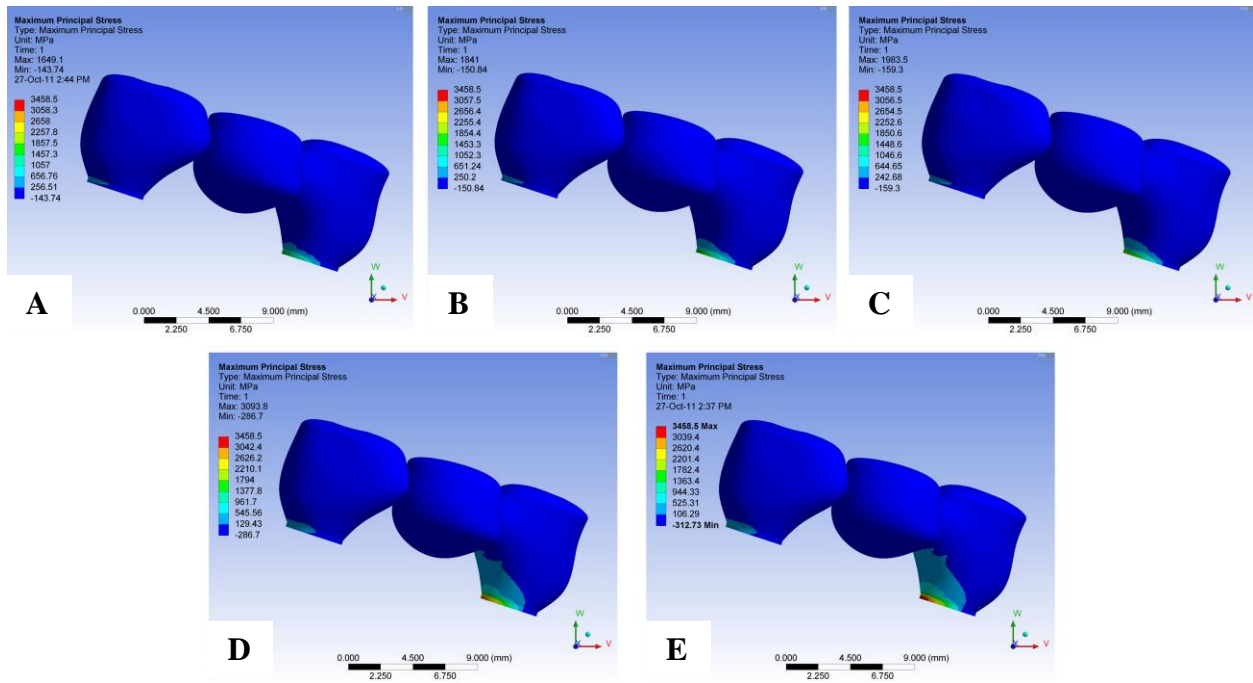 Maximum Principal Stress
Type: Maximum Principal Stress
Unit: MPa
Time: 1
Max: 1649.1
Min: -143.74
27-Oct-11 2:44 PM
3458.5
3058.3
2658
2257.8
1857.5
1457.3
1057
656.76
256.51
-143.74
A
W
X
V
0.000 4.500 9.000 (mm)
2.250 6.750
Maximum Principal Stress
Type: Maximum Principal Stress
Unit: MPa
Time: 1
Max: 1841
Min: -150.84
3458.5
3057.5
2656.4
2255.4
1854.4
1453.3
1052.3
651.24
250.2
-150.84
B
W
X
V
0.000 4.500 9.000 (mm)
2.250 6.750
Maximum Principal Stress
Type: Maximum Principal Stress
Unit: MPa
Time: 1
Max: 1983.5
Min: -159.3
3458.5
3056.5
2654.5
2252.6
1850.6
1448.6
1046.6
644.65
242.68
-159.3
C
W
X
V
0.000 4.500 9.000 (mm)
2.250 6.750
Maximum Principal Stress
Type: Maximum Principal Stress
Unit: MPa
Time: 1
Max: 3093.8
Min: -286.7
3458.5
3042.4
2626.2
2210.1
1794
1377.8
961.7
545.56
129.43
-286.7
D
W
X
V
0.000 4.500 9.000 (mm)
2.250 6.750
Maximum Principal Stress
Type: Maximum Principal Stress
Unit: MPa
Time: 1
27-Oct-11 2:37 PM
3458.5 Max
3039.4
2620.4
2201.4
1782.4
1363.4
944.33
525.31
106.29
-312.73 Min
E
W
X
V
0.000 4.500 9.000 (mm)
2.250 6.750